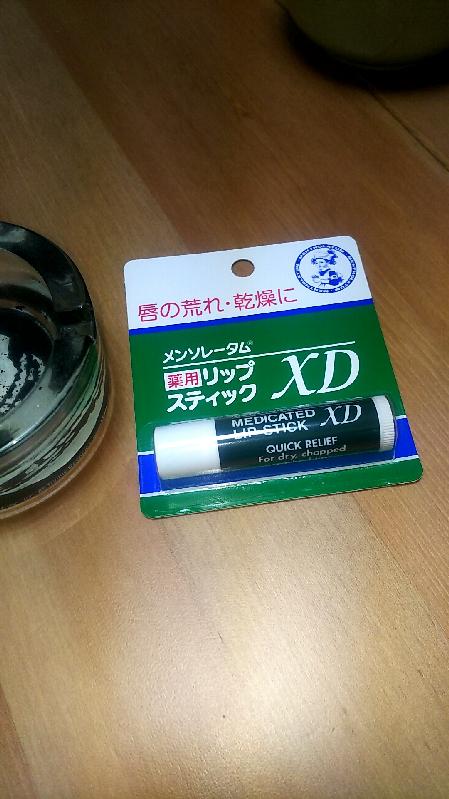 唇の荒れ・乾燥に
メンソレータム®
薬用リップ
スティック XD
MEDICATED XD
LIP STICK
QUICK RELIEF
For dry, chapped